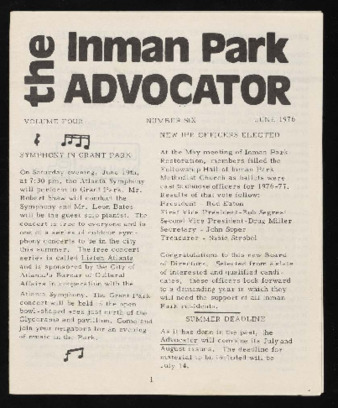 the Inman Park
ADVOCATOR
VOLUME FOUR NUMBER SIX JUNE 1976
SYMPHONY IN GRANT PARK
On Saturday evening, June 19th,
at 7:30 pm, the Atlanta Symphony
will perform in Grant Park. Mr.
Robert Shaw will conduct the
Symphony and Mr. Leon Bates
will be the guest solo pianist. The
concert is free to everyone and is
one of a series of outdoor sym-
phony concerts to be in the city
this summer. The free concert
series is called Listen Atlanta
and is sponsored by the City of
Atlanta's Bureau of Cultural
Affairs in cooperation with the
Atlanta Symphony. The Grant Park
concert will be held in the open
bowl-shaped area just north of the
Cyclorama and pavilion. Come and
join your neighbors for an evening
of music in the Park.
NEW IPR OFFICERS ELECTED
At the May meeting of Inman Park
Restoration, members filled the
Fellowship Hall of Inman Park
Methodist Church as ballots were
cast to choose officers for 1976-77.
Results of that vote follow:
President - Rod Eaton
First Vice President-Bob Segear
Second Vice President-Doug Miller
Secretary - John Soper
Treasurer - Strobel
Congratulations to this new Board
of Directors. Selected from a slate
of interested and qualified candi-
dates, these officers look forward
to a demanding year in which they
will need the support of all Inman
Park residents.
SUMMER DEADLINE
As it has done in the past, the
Advocator will combine its July and
August issues. The deadline for
material to be included will be
July 14.
1